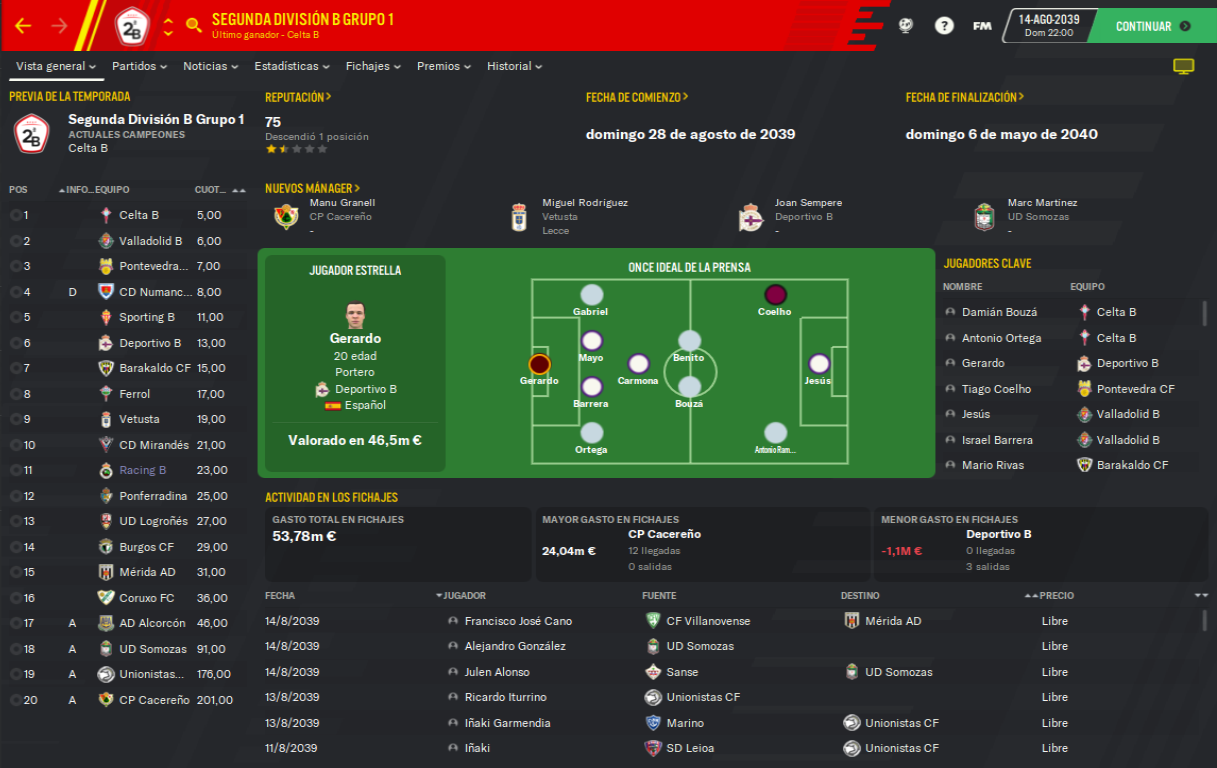 SEGUNDA DIVISIÓN B GRUPO 1
Último ganador - Celta B
2ªB
?
FM
14-AGO-2039
Dom 22:00
CONTINUAR
Vista general Partidos Noticias Estadísticas Fichajes Premios Historial
PREVIA DE LA TEMPORADA
2ªB
Segunda División B Grupo 1
ACTUALES CAMPEONES
Celta B
REPUTACIÓN>
75
Descendió 1 posición
FECHA DE COMIENZO>
domingo 28 de agosto de 2039
FECHA DE FINALIZACIÓN>
domingo 6 de mayo de 2040
POS INFO... EQUIPO CUOT...
1 Celta B 5,00
2 Valladolid B 6,00
3 Pontevedra... 7,00
4 D CD Numanc... 8,00
5 Sporting B 11,00
6 Deportivo B 13,00
7 Barakaldo CF 15,00
8 Ferrol 17,00
9 Vetusta 19,00
10 CD Mirandés 21,00
11 Racing B 23,00
12 Ponferradina 25,00
13 UD Logroñés 27,00
14 Burgos CF 29,00
15 Mérida AD 31,00
16 Coruxo FC 36,00
17 A AD Alcorcón 46,00
18 A UD Somozas 91,00
19 A Unionistas... 176,00
20 A CP Cacereño 201,00
NUEVOS MÁNAGER >
Manu Granell
CP Cacereño
-
Miguel Rodríguez
Vetusta
Lecce
Joan Sempere
Deportivo B
-
Marc Martínez
UD Somozas
-
JUGADOR ESTRELLA
Gerardo
20 edad
Portero
Deportivo B
Español
Valorado en 46,5m €
ONCE IDEAL DE LA PRENSA
Gabriel
Coelho
Mayo
Benito
Gerardo
Carmona
Jesús
Barrera
Bouzá
Ortega
Antonio Ram...
JUGADORES CLAVE
NOMBRE EQUIPO
Damián Bouzá Celta B
Antonio Ortega Celta B
Gerardo Deportivo B
Tiago Coelho Pontevedra CF
Jesús Valladolid B
Israel Barrera Valladolid B
Mario Rivas Barakaldo CF
ACTIVIDAD EN LOS FICHAJES
GASTO TOTAL EN FICHAJES
53,78m €
MAYOR GASTO EN FICHAJES
24,04m €
CP Cacereño
12 llegadas
0 salidas
MENOR GASTO EN FICHAJES
-1,1M €
Deportivo B
0 llegadas
3 salidas
FECHA JUGADOR FUENTE DESTINO PRECIO
14/8/2039 Francisco José Cano CF Villanovense Mérida AD Libre
14/8/2039 Alejandro González UD Somozas Libre
14/8/2039 Julen Alonso Sanse UD Somozas Libre
13/8/2039 Ricardo Iturrino Unionistas CF Libre
13/8/2039 Iñaki Garmendia Marino Unionistas CF Libre
11/8/2039 Iñaki SD Leioa Unionistas CF Libre